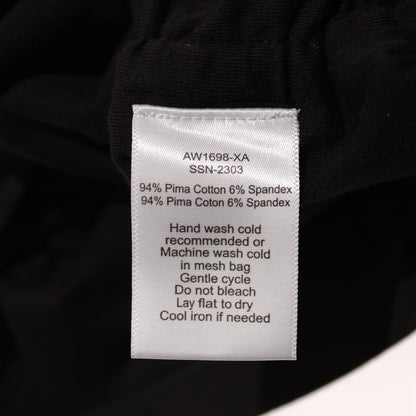 AW1698-XA
SSN-2303
94% Pima Cotton 6% Spandex
94% Pima Coton 6% Spandex
Hand wash cold
recommended or
Machine wash cold
in mesh bag
Gentle cycle
Do not bleach
Lay flat to dry
Cool iron if needed